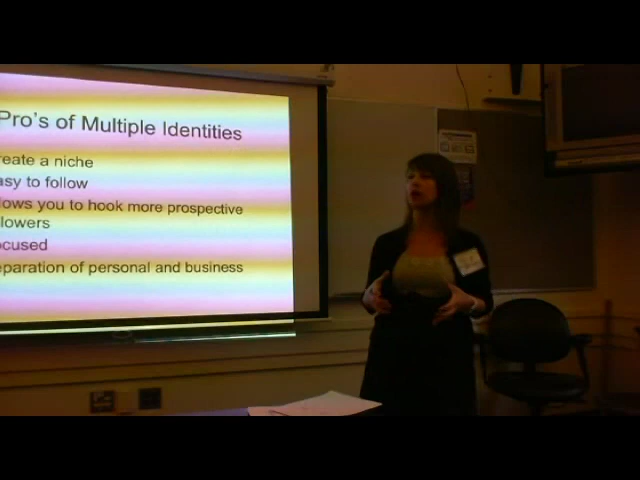 Pro's of Multiple Identities
reate a niche
asy to follow
lows you to hook more prospective
lowers
ocused
eparation of personal and business